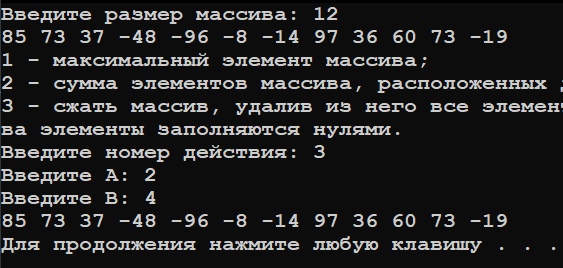 Введите размер массива: 12
85 73 37 -48 -96 -8 -14 97 36 60 73 -19
1 - максимальный элемент массива;
2 - сумма элементов массива, расположенных
3 - сжать массив, удалив из него все
ва элементы заполняются нулями.
Введите номер действия: 3
Введите A: 2
Введите B: 4
85 73 37 -48 -96 -8 -14 97 36 60 73 -19
Для продолжения нажмите любую клавишу . . .